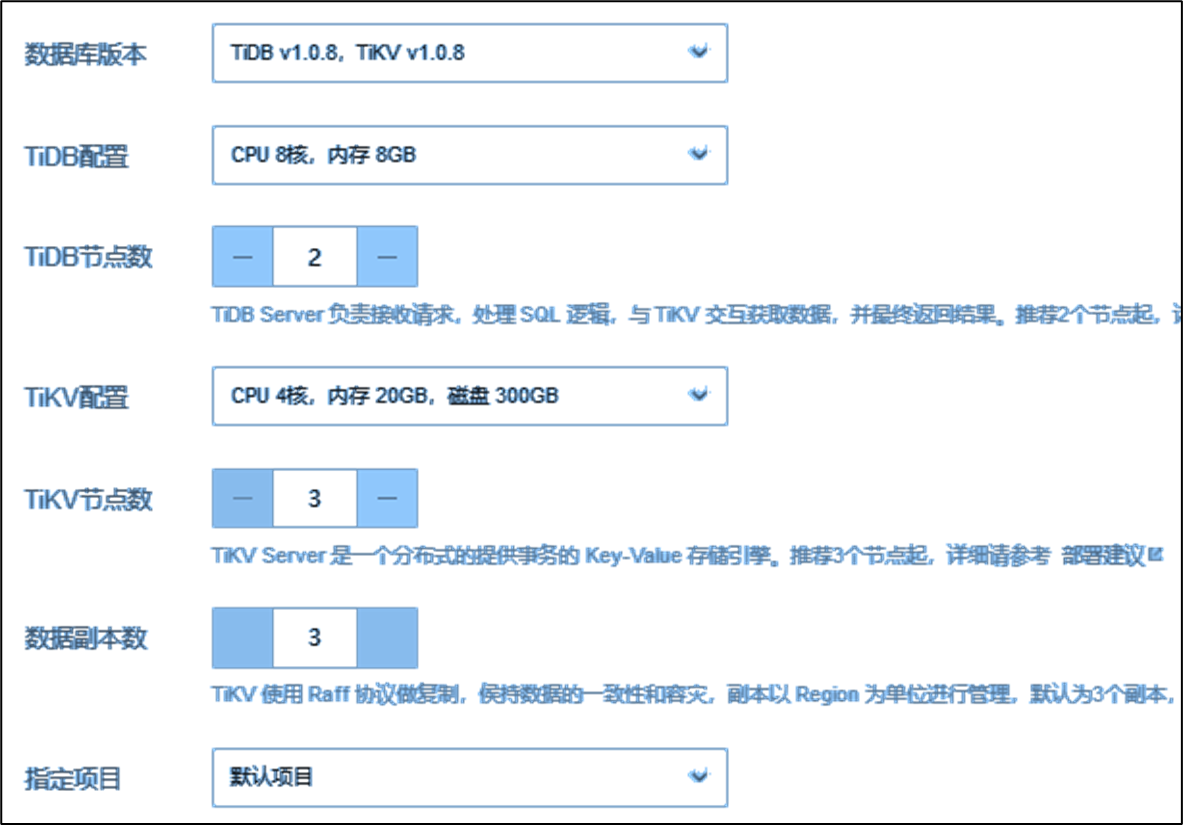 数据库版本 TiDB v1.0.8，TiKV v1.0.8
TiDB配置 CPU 8核，内存 8GB
TiDB节点数 — 2 —
TiDB Server 负责接收请求，处理 SQL 逻辑，与 TiKV 交互获取数据，并最终返回结果。推荐2个节点起，
TiKV配置 CPU 4核，内存 20GB，磁盘 300GB
TiKV节点数 — 3 —
TiKV Server 是一个分布式的提供事务的 Key-Value 存储引擎。推荐3个节点起，详细请参考 部署建议
数据副本数 3
TiKV 使用 Raff 协议做复制，保持数据的一致性和容灾，副本以 Region 为单位进行管理，默认为3个副本，
指定项目 默认项目